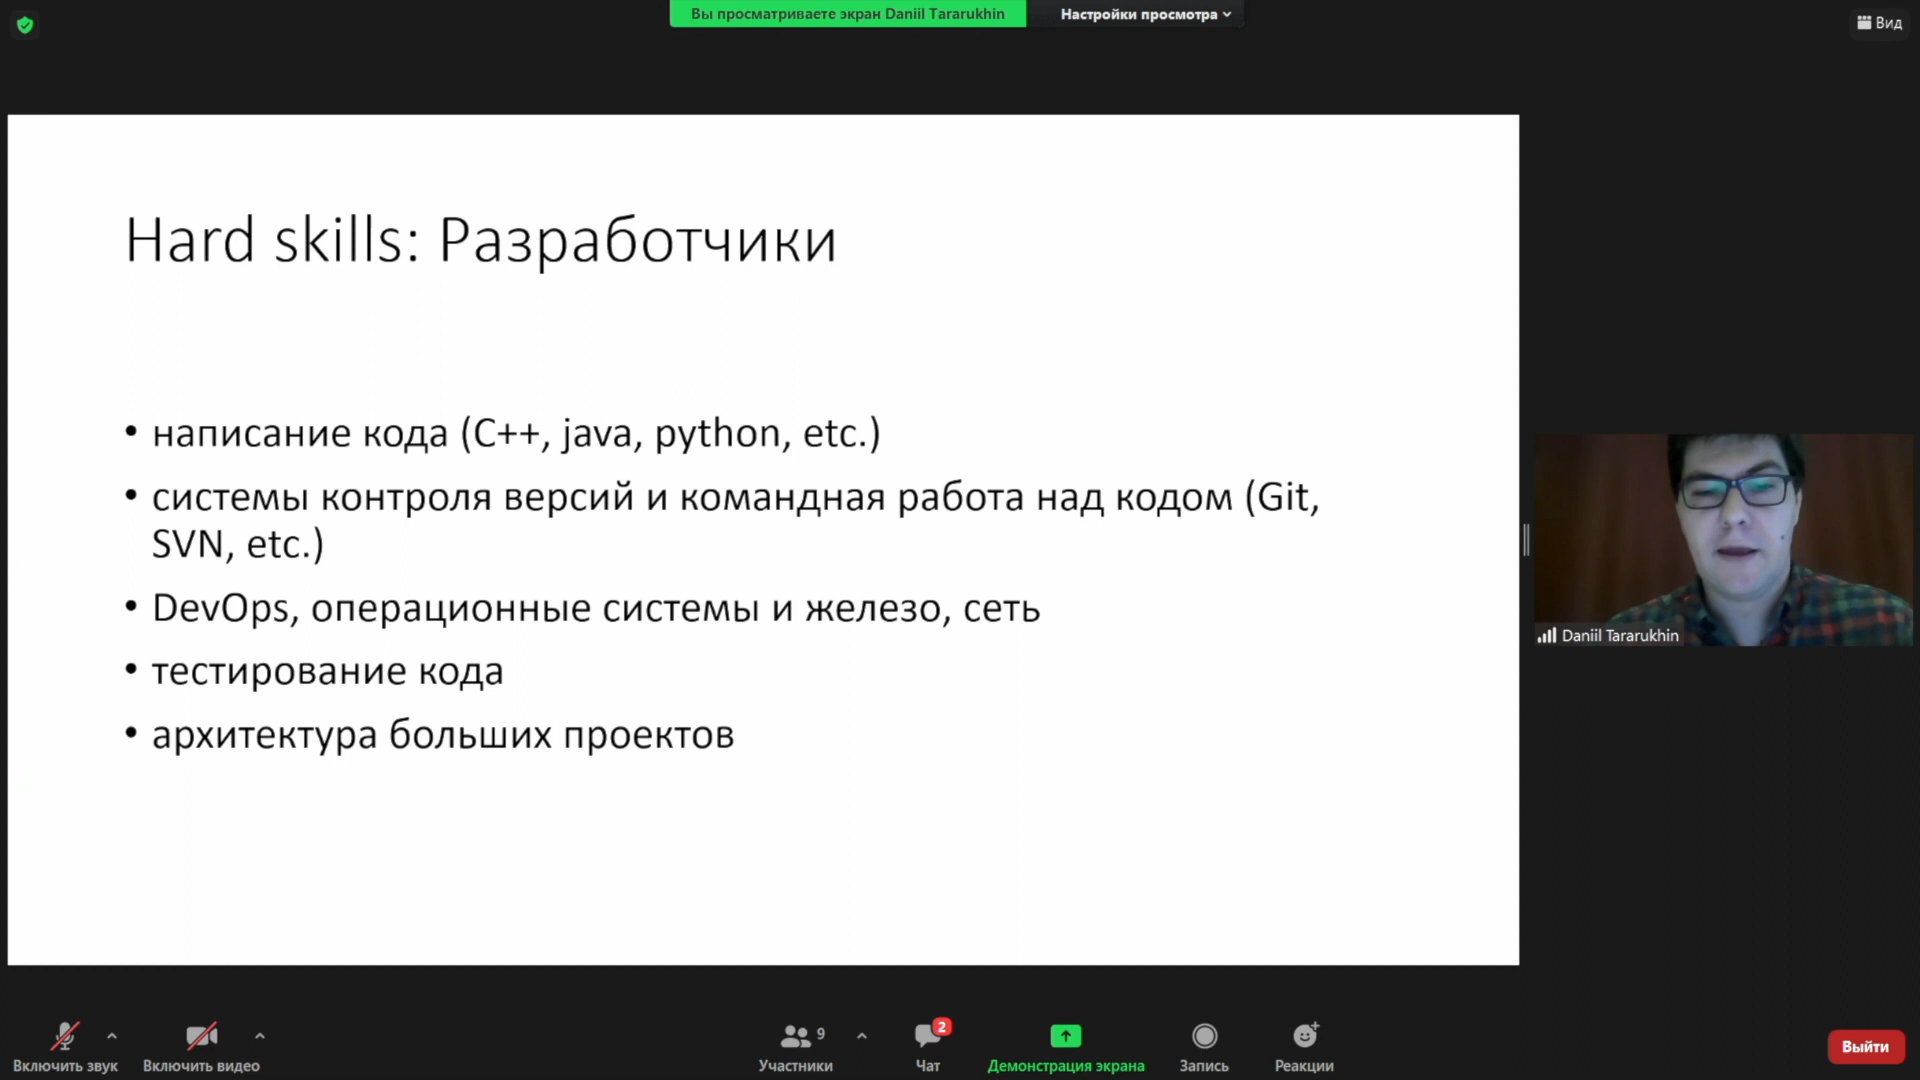 Вы просматриваете экран Daniil Tararukhin
Настройки просмотра
Вид
Hard skills: Разработчики
• написание кода (C++, java, python, etc.)
• системы контроля версий и командная работа над кодом (Git,
SVN, etc.)
• DevOps, операционные системы и железо, сеть
• тестирование кода
• архитектура больших проектов
Daniil Tararukhin
Включить звук
Включить видео
9
Участники
2
Чат
Демонстрация экрана
Запись
Реакции
Выйти